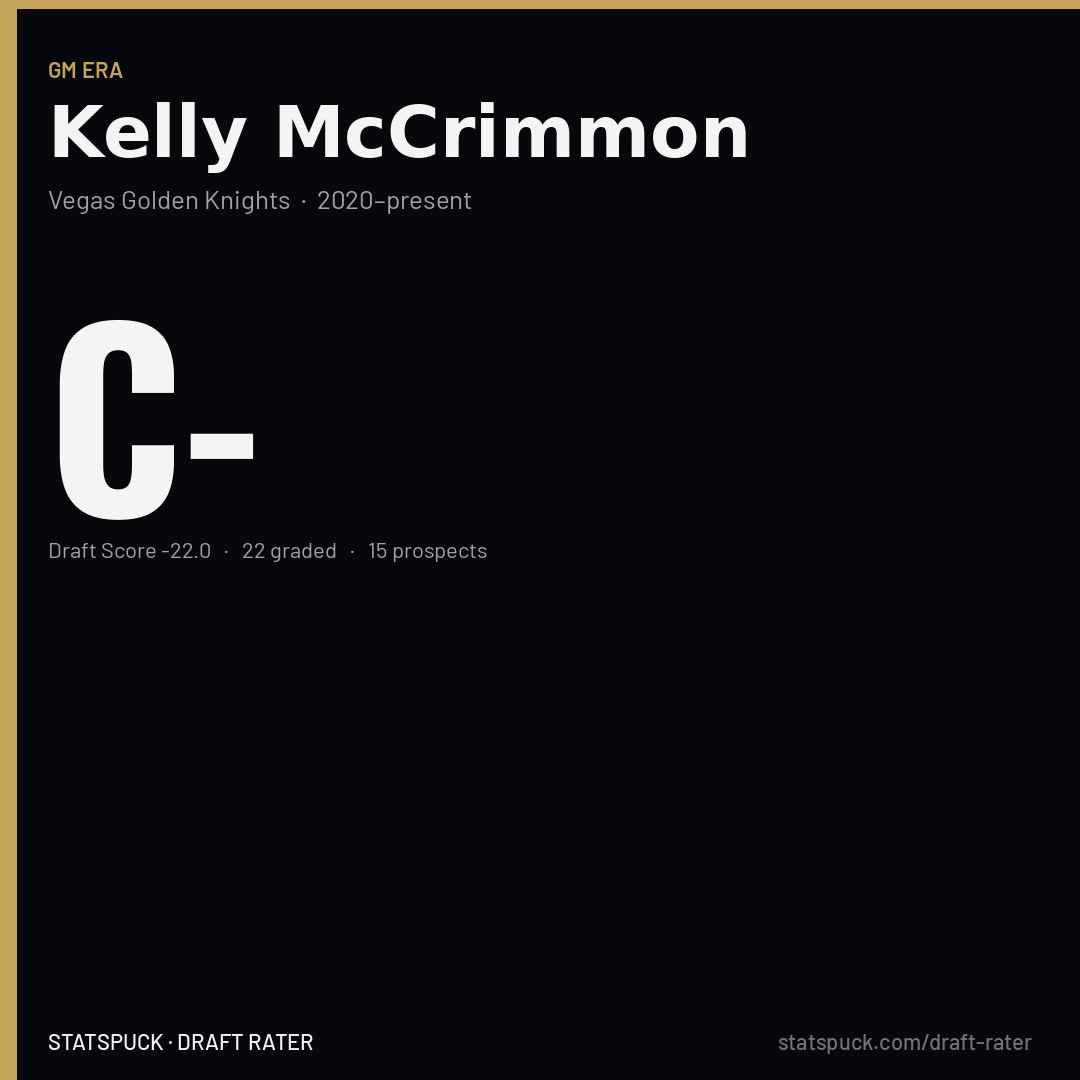 GM ERA
Kelly McCrimmon
Vegas Golden Knights · 2020–present
C-
Draft Score -22.0 · 22 graded · 15 prospects
STATSPUCK · DRAFT RATER
statspuck.com/draft-rater